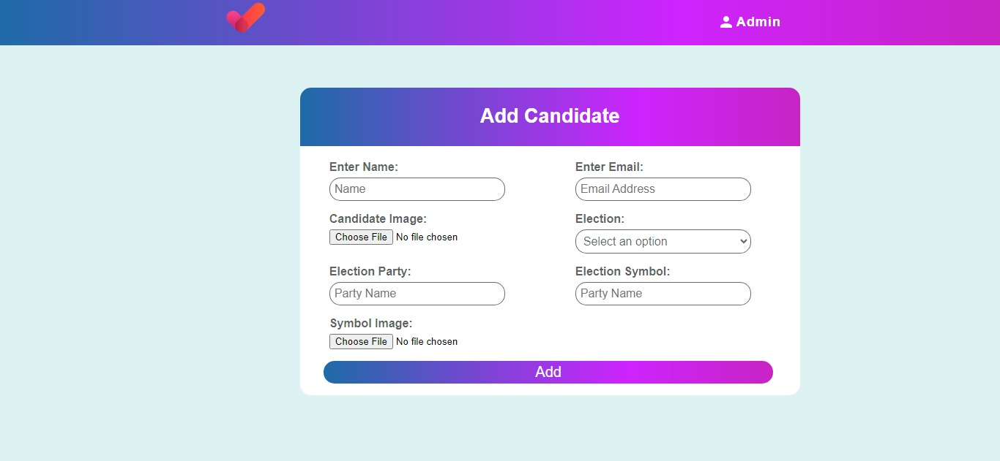 Admin
Add Candidate
Enter Name:
Enter Email:
Name
Email Address
Candidate Image:
Election:
Choose File No file chosen
Select an option
Election Party:
Election Symbol:
Party Name
Party Name
Symbol Image:
Choose File No file chosen
Add